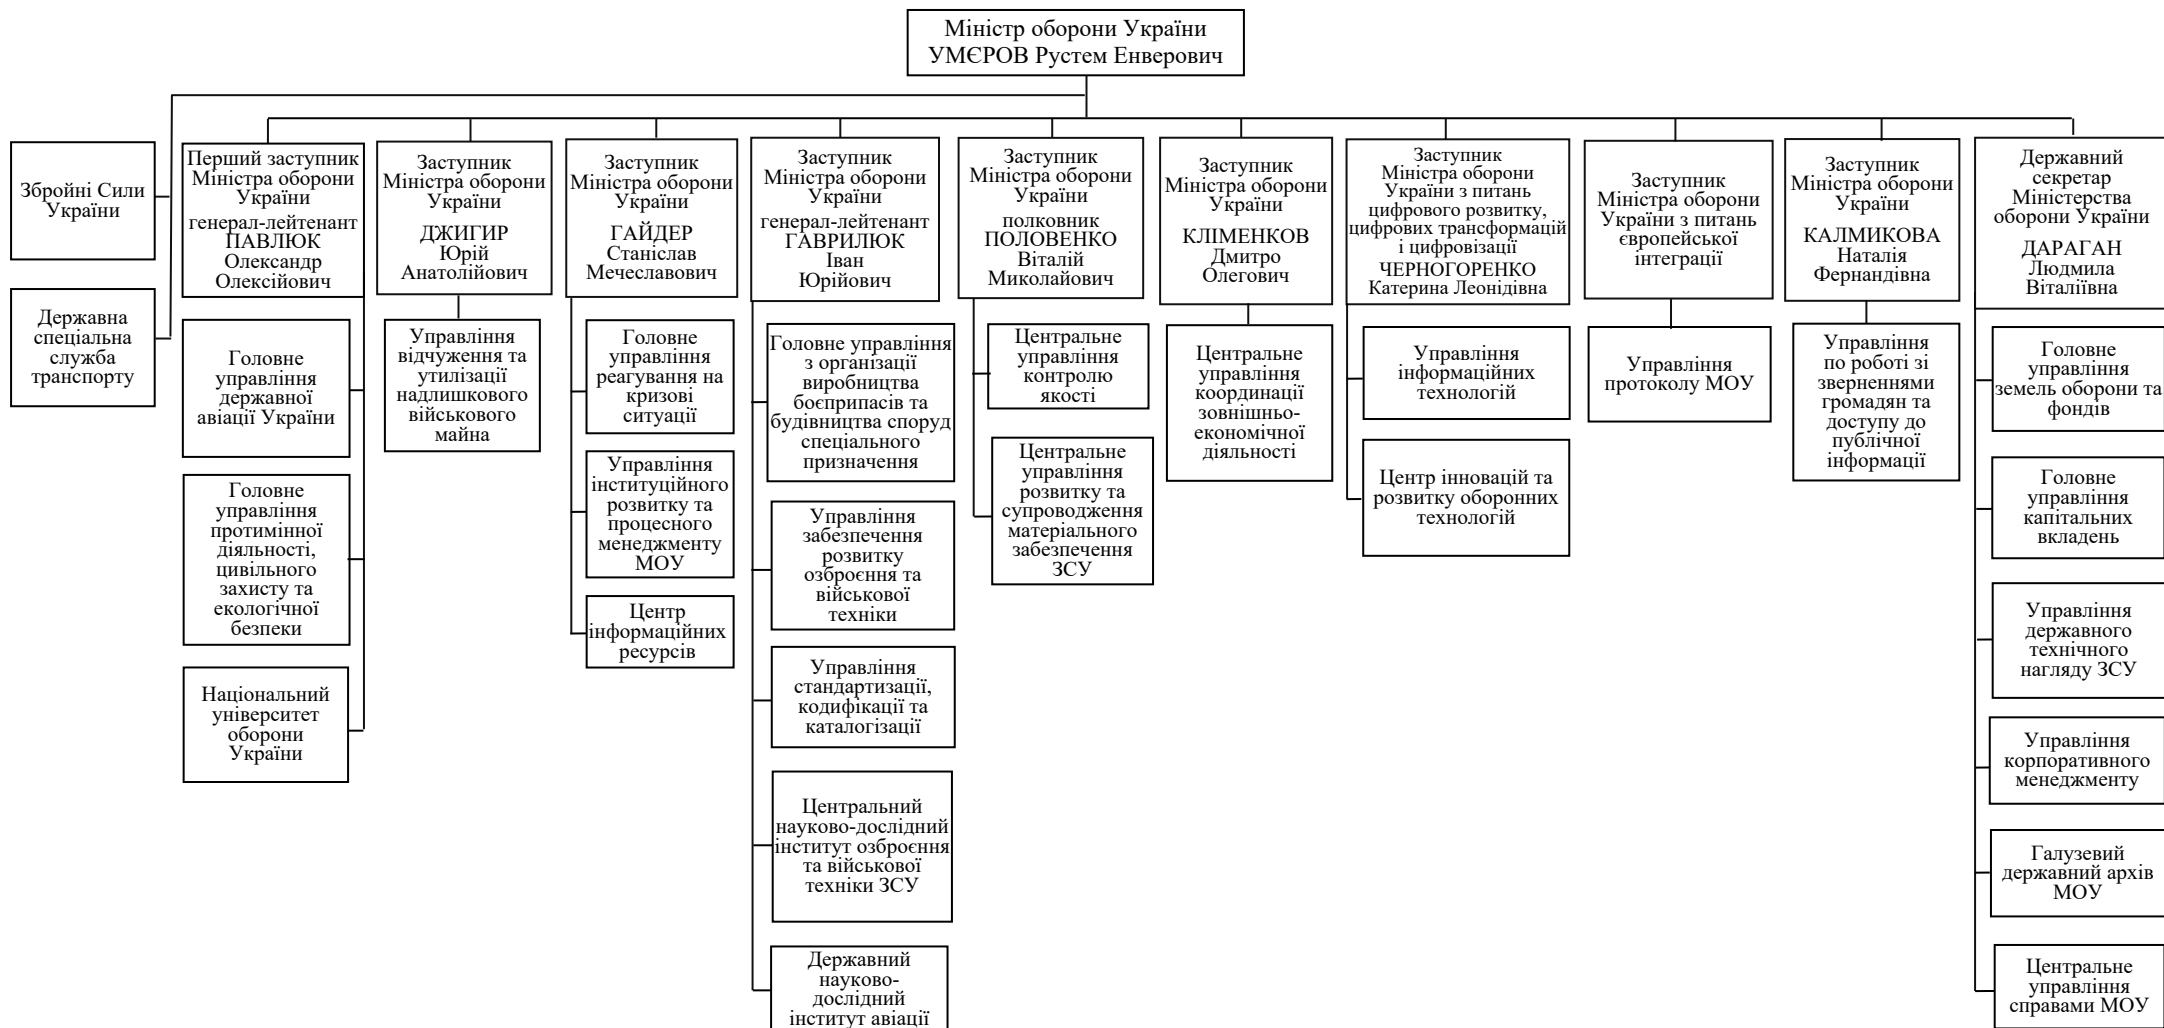 Міністр оборони України
УМЄРОВ Рустем Енверович
Збройні Сили
України
Державна
спеціальна
служба
транспорту
Перший заступник
Міністра оборони
України
генерал-лейтенант
ПАВЛЮК
Олександр
Олексійович
Головне
управління
державної
авіації України
Головне
управління
протимінної
діяльності,
цивільного
захисту та
екологічної
безпеки
Національний
університет
оборони
України
Заступник
Міністра оборони
України
ДЖИГИР
Юрій
Анатолійович
Управління
відчуження та
утилізації
надлишкового
військового
майна
Заступник
Міністра оборони
України
ГАЙДЕР
Станіслав
Мечеславович
Головне
управління
реагування на
кризові
ситуації
Управління
інституційного
розвитку та
процесного
менеджменту
МОУ
Центр
інформаційних
ресурсів
Заступник
Міністра оборони
України
генерал-лейтенант
ГАВРИЛЮК
Іван
Юрійович
Головне управління
з організації
виробництва
боєприпасів та
будівництва споруд
спеціального
призначення
Управління
забезпечення
розвитку
озброєння та
військової
техніки
Управління
стандартизації,
кодифікації та
каталогізації
Центральний
науково-дослідний
інститут озброєння
та військової
техніки ЗСУ
Державний
науково-
дослідний
інститут авіації
Заступник
Міністра оборони
України
полковник
ПОЛОВЕНКО
Віталій
Миколайович
Центральне
управління
контролю
якості
Центральне
управління
розвитку та
супроводження
матеріального
забезпечення
ЗСУ
Заступник
Міністра оборони
України
КЛІМЕНКОВ
Дмитро
Олегович
Центральне
управління
координації
зовнішньо-
економічної
діяльності
Заступник
Міністра оборони
України з питань
цифрового розвитку,
цифрових трансформацій
і цифровізації
ЧЕРНОГОРЕНКО
Катерина Леонідівна
Управління
інформаційних
технологій
Центр інновацій та
розвитку оборонних
технологій
Заступник
Міністра оборони
України з питань
європейської
інтеграції
Управління
протоколу МОУ
Заступник
Міністра оборони
України
КАЛМИКОВА
Наталія
Фернандівна
Управління
по роботі зі
зверненнями
громадян та
доступу до
публічної
інформації
Державний
секретар
Міністерства
оборони України
ДАРАГАН
Людмила
Віталіївна
Головне
управління
земель оборони та
фондів
Головне
управління
капітальних
вкладень
Управління
державного
технічного
нагляду ЗСУ
Управління
корпоративного
менеджменту
Галузевий
державний архів
МОУ
Центральне
управління
справами МОУ